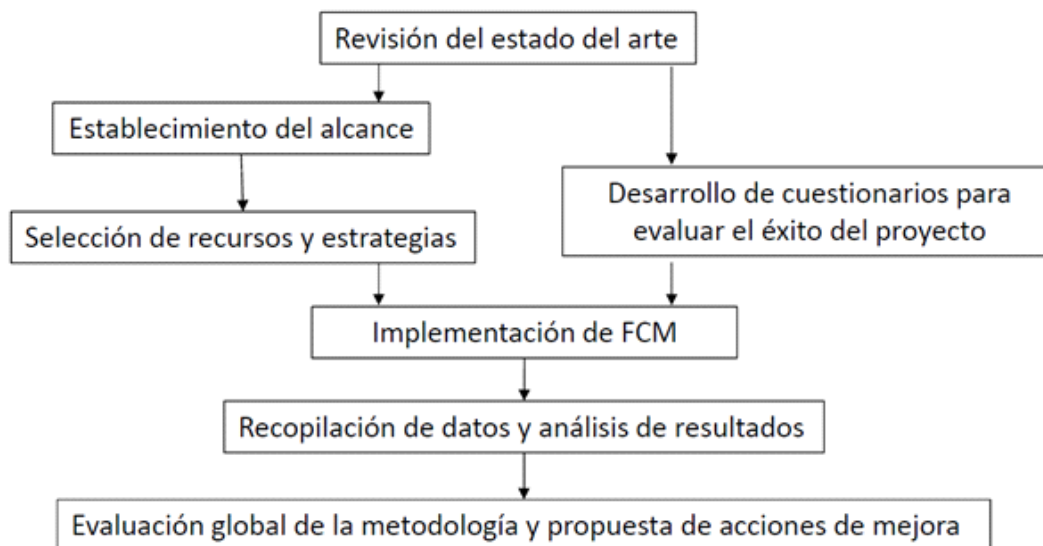 Revisión del estado del arte
Establecimiento del alcance
Selección de recursos y estrategias
Desarrollo de cuestionarios para
evaluar el éxito del proyecto
Implementación de FCM
Recopilación de datos y análisis de resultados
Evaluación global de la metodología y propuesta de acciones de mejora